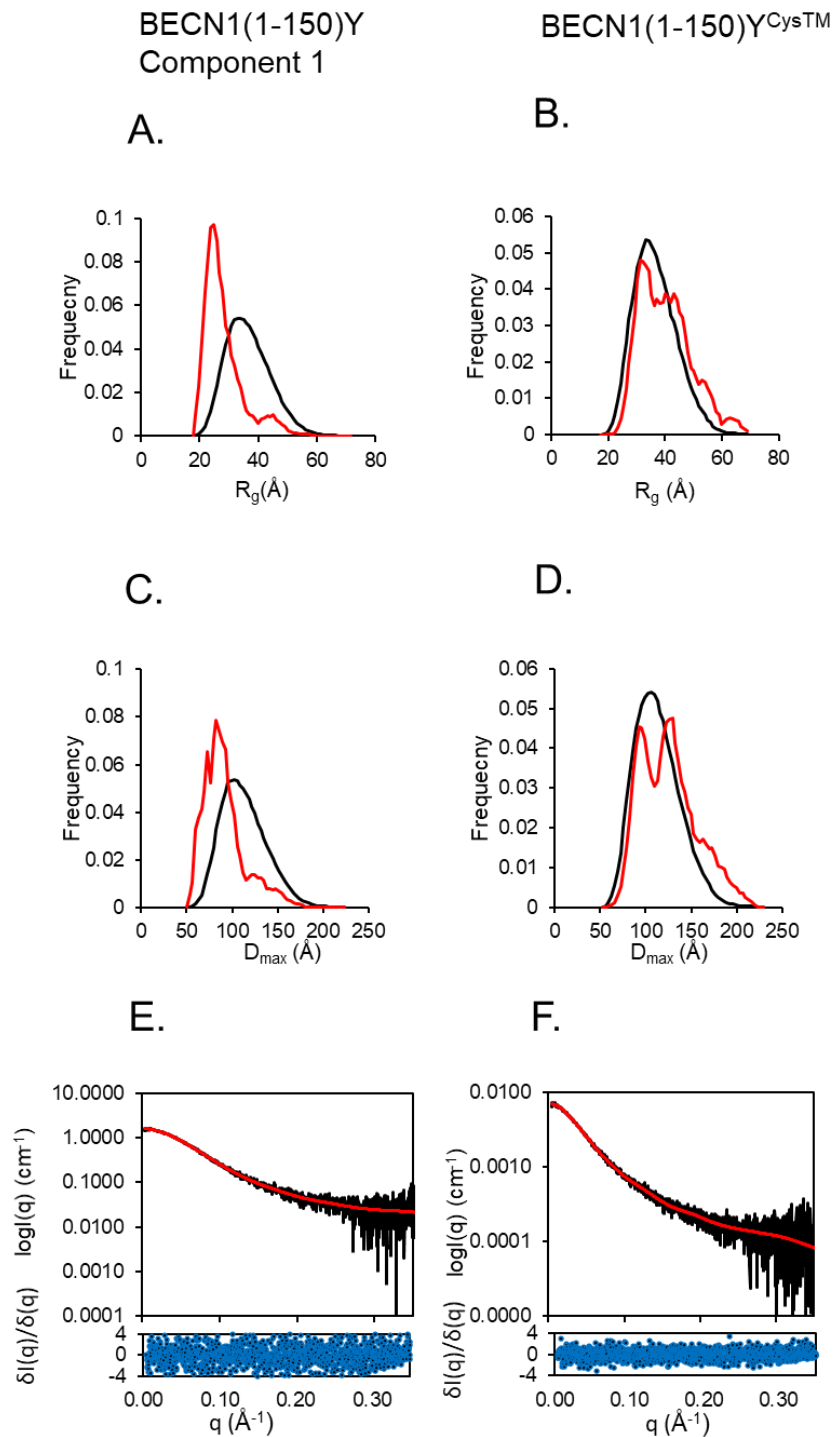 BECN1(1-150)Y
Component 1
BECN1(1-150)Y^CysTM
A.
B.
0.1
0.08
0.06
0.04
0.02
0
Frequecny
0 20 40 60 80
Rg(Å)
0.06
0.05
0.04
0.03
0.02
0.01
0
Frequecny
0 20 40 60 80
Rg (Å)
C.
D.
0.1
0.08
0.06
0.04
0.02
0
Frequecny
0 50 100 150 200 250
Dmax (Å)
0.06
0.05
0.04
0.03
0.02
0.01
0
Frequecny
0 50 100 150 200 250
Dmax (Å)
E.
F.
10.0000
1.0000
0.1000
0.0100
0.0010
0.0001
logI(q) (cm⁻¹)
4
0
-4
δI(q)/δ(q)
0.00 0.10 0.20 0.30
q (Å⁻¹)
0.0100
0.0010
0.0001
0.0000
logI(q) (cm⁻¹)
4
0
-4
δI(q)/δ(q)
0.00 0.10 0.20 0.30
q (Å⁻¹)